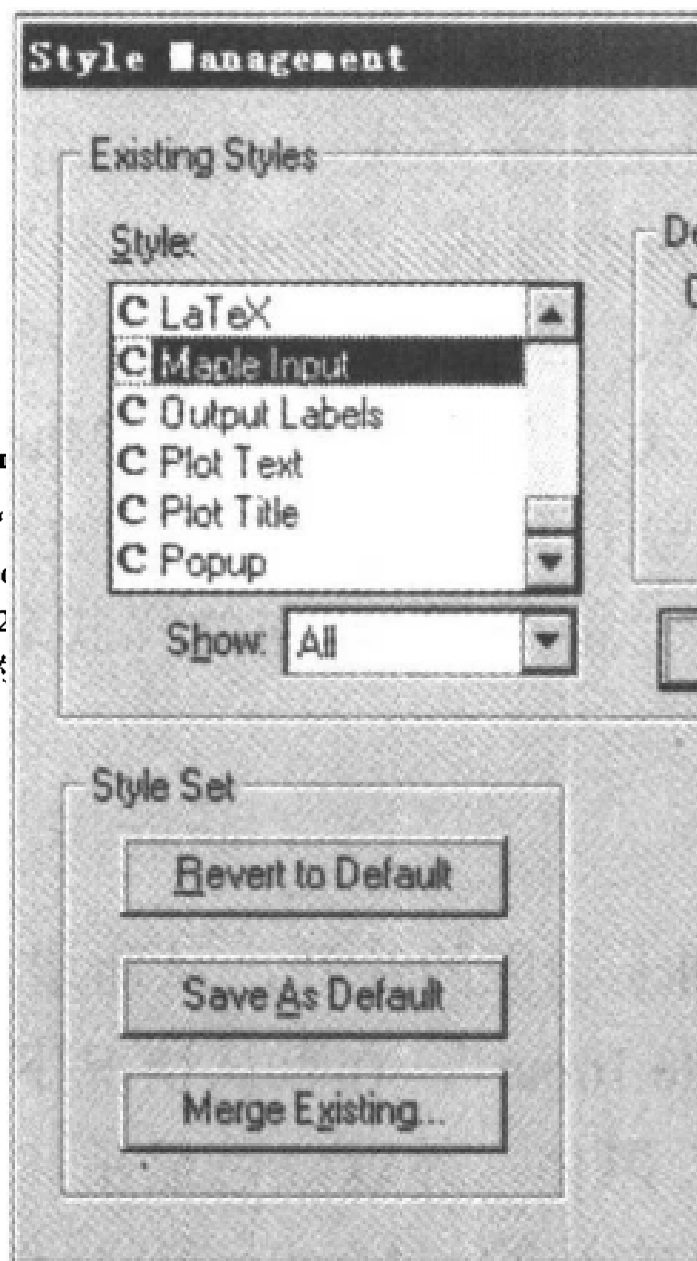 Style Management
Existing Styles
Style:
C LaTeX
C Maple Input
C Output Labels
C Plot Text
C Plot Title
C Popup
Show: All
Style Set
Revert to Default
Save As Default
Merge Existing...